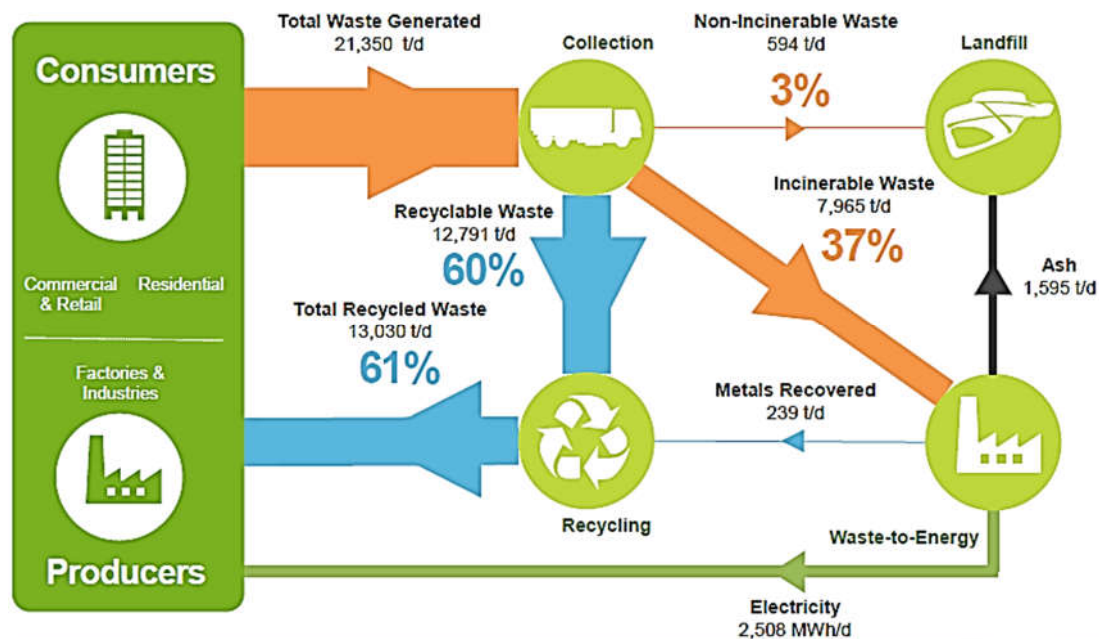 Total Waste Generated
21,350 t/d
Collection
Non-Incinerable Waste
594 t/d
3%
Landfill
Consumers
Commercial
& Retail
Residential
Recyclable Waste
12,791 t/d
60%
Incinerable Waste
7,965 t/d
37%
Ash
1,595 t/d
Total Recycled Waste
13,030 t/d
61%
Factories &
Industries
Metals Recovered
239 t/d
Recycling
Waste-to-Energy
Producers
Electricity
2,508 MWh/d